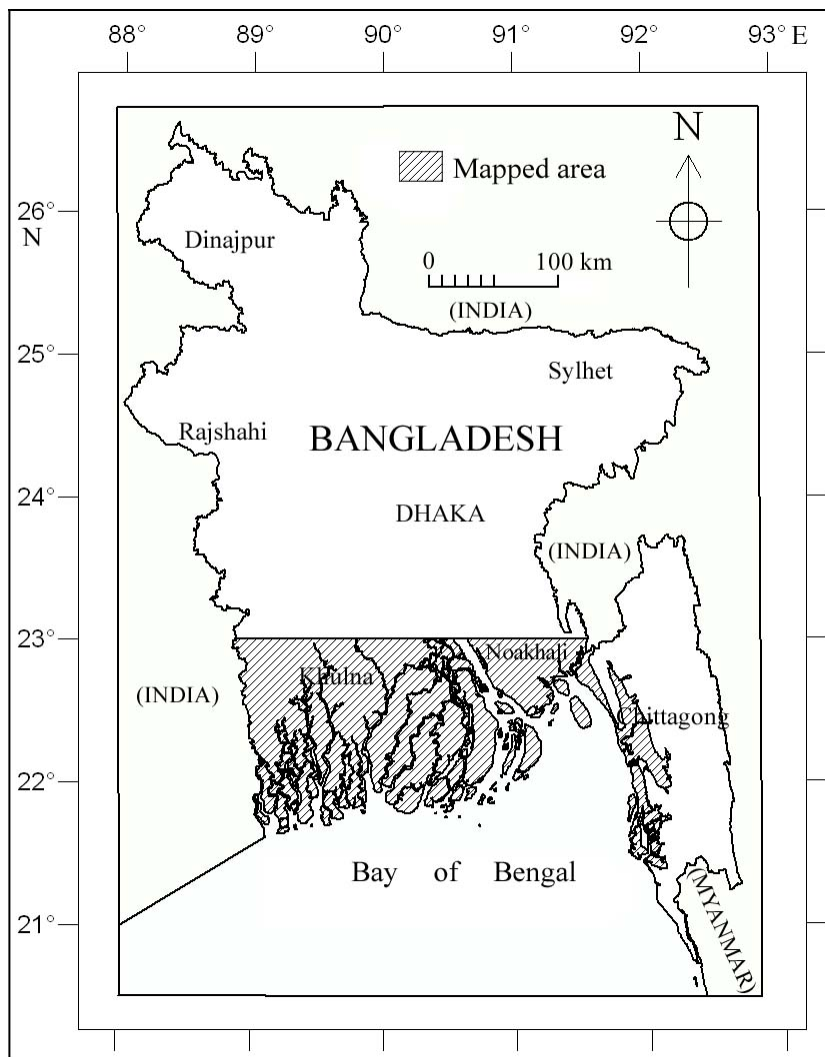 88° 89° 90° 91° 92° 93° E
N
Mapped area
26°
N
Dinajpur
0 100 km
(INDIA)
25°
Sylhet
Rajshahi
BANGLADESH
24°
DHAKA
(INDIA)
23°
Noakhali
Khulna
(INDIA)
Chittagong
22°
Bay of Bengal
21°
(MYANMAR)